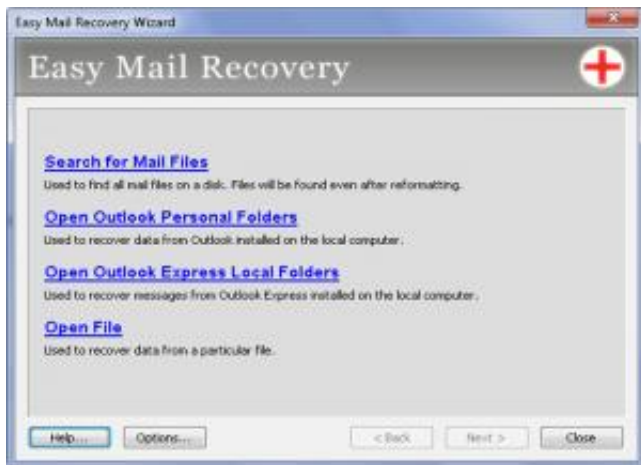 Easy Mail Recovery Wizard
Easy Mail Recovery
Search for Mail Files
Used to find all mail files on a disk. Files will be found even after reformatting.
Open Outlook Personal Folders
Used to recover data from Outlook installed on the local computer.
Open Outlook Express Local Folders
Used to recover messages from Outlook Express installed on the local computer.
Open File
Used to recover data from a particular file.
Help...
Options...
< Back
Next >
Close